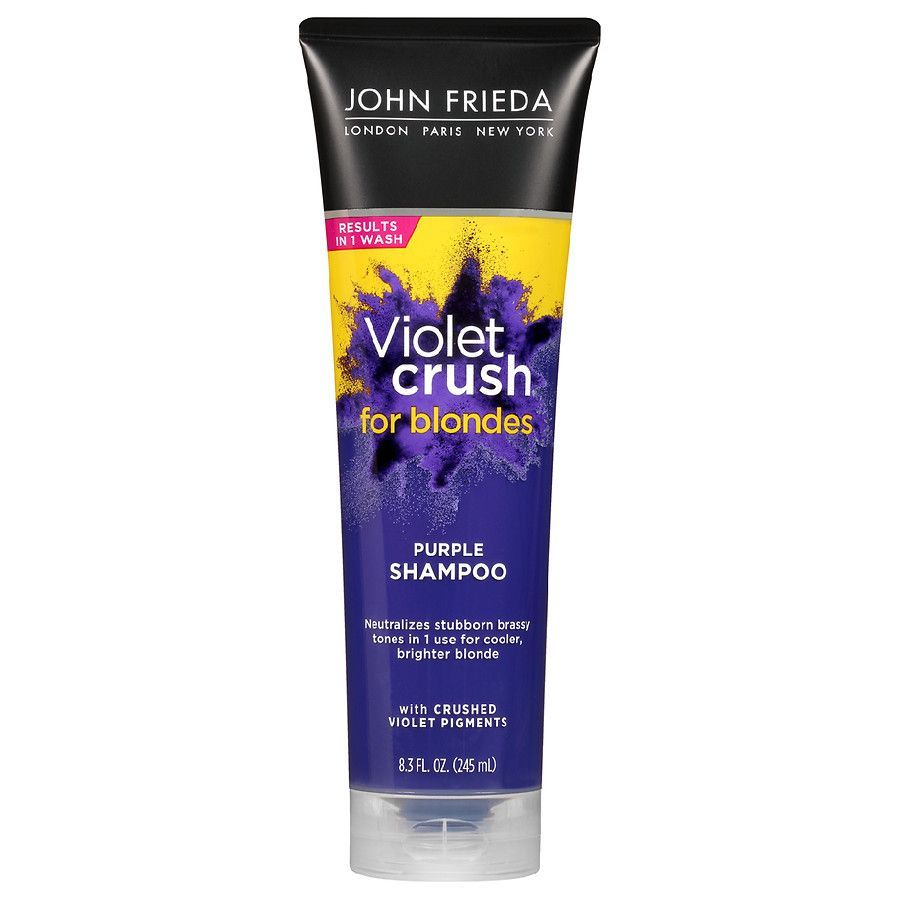 JOHN FRIEDA
LONDON PARIS NEW YORK
RESULTS
IN 1 WASH
Violet
crush
for blondes
PURPLE
SHAMPOO
Neutralizes stubborn brassy
tones in 1 use for cooler,
brighter blonde
with CRUSHED
VIOLET PIGMENTS
8.3 FL. OZ. (245 mL)